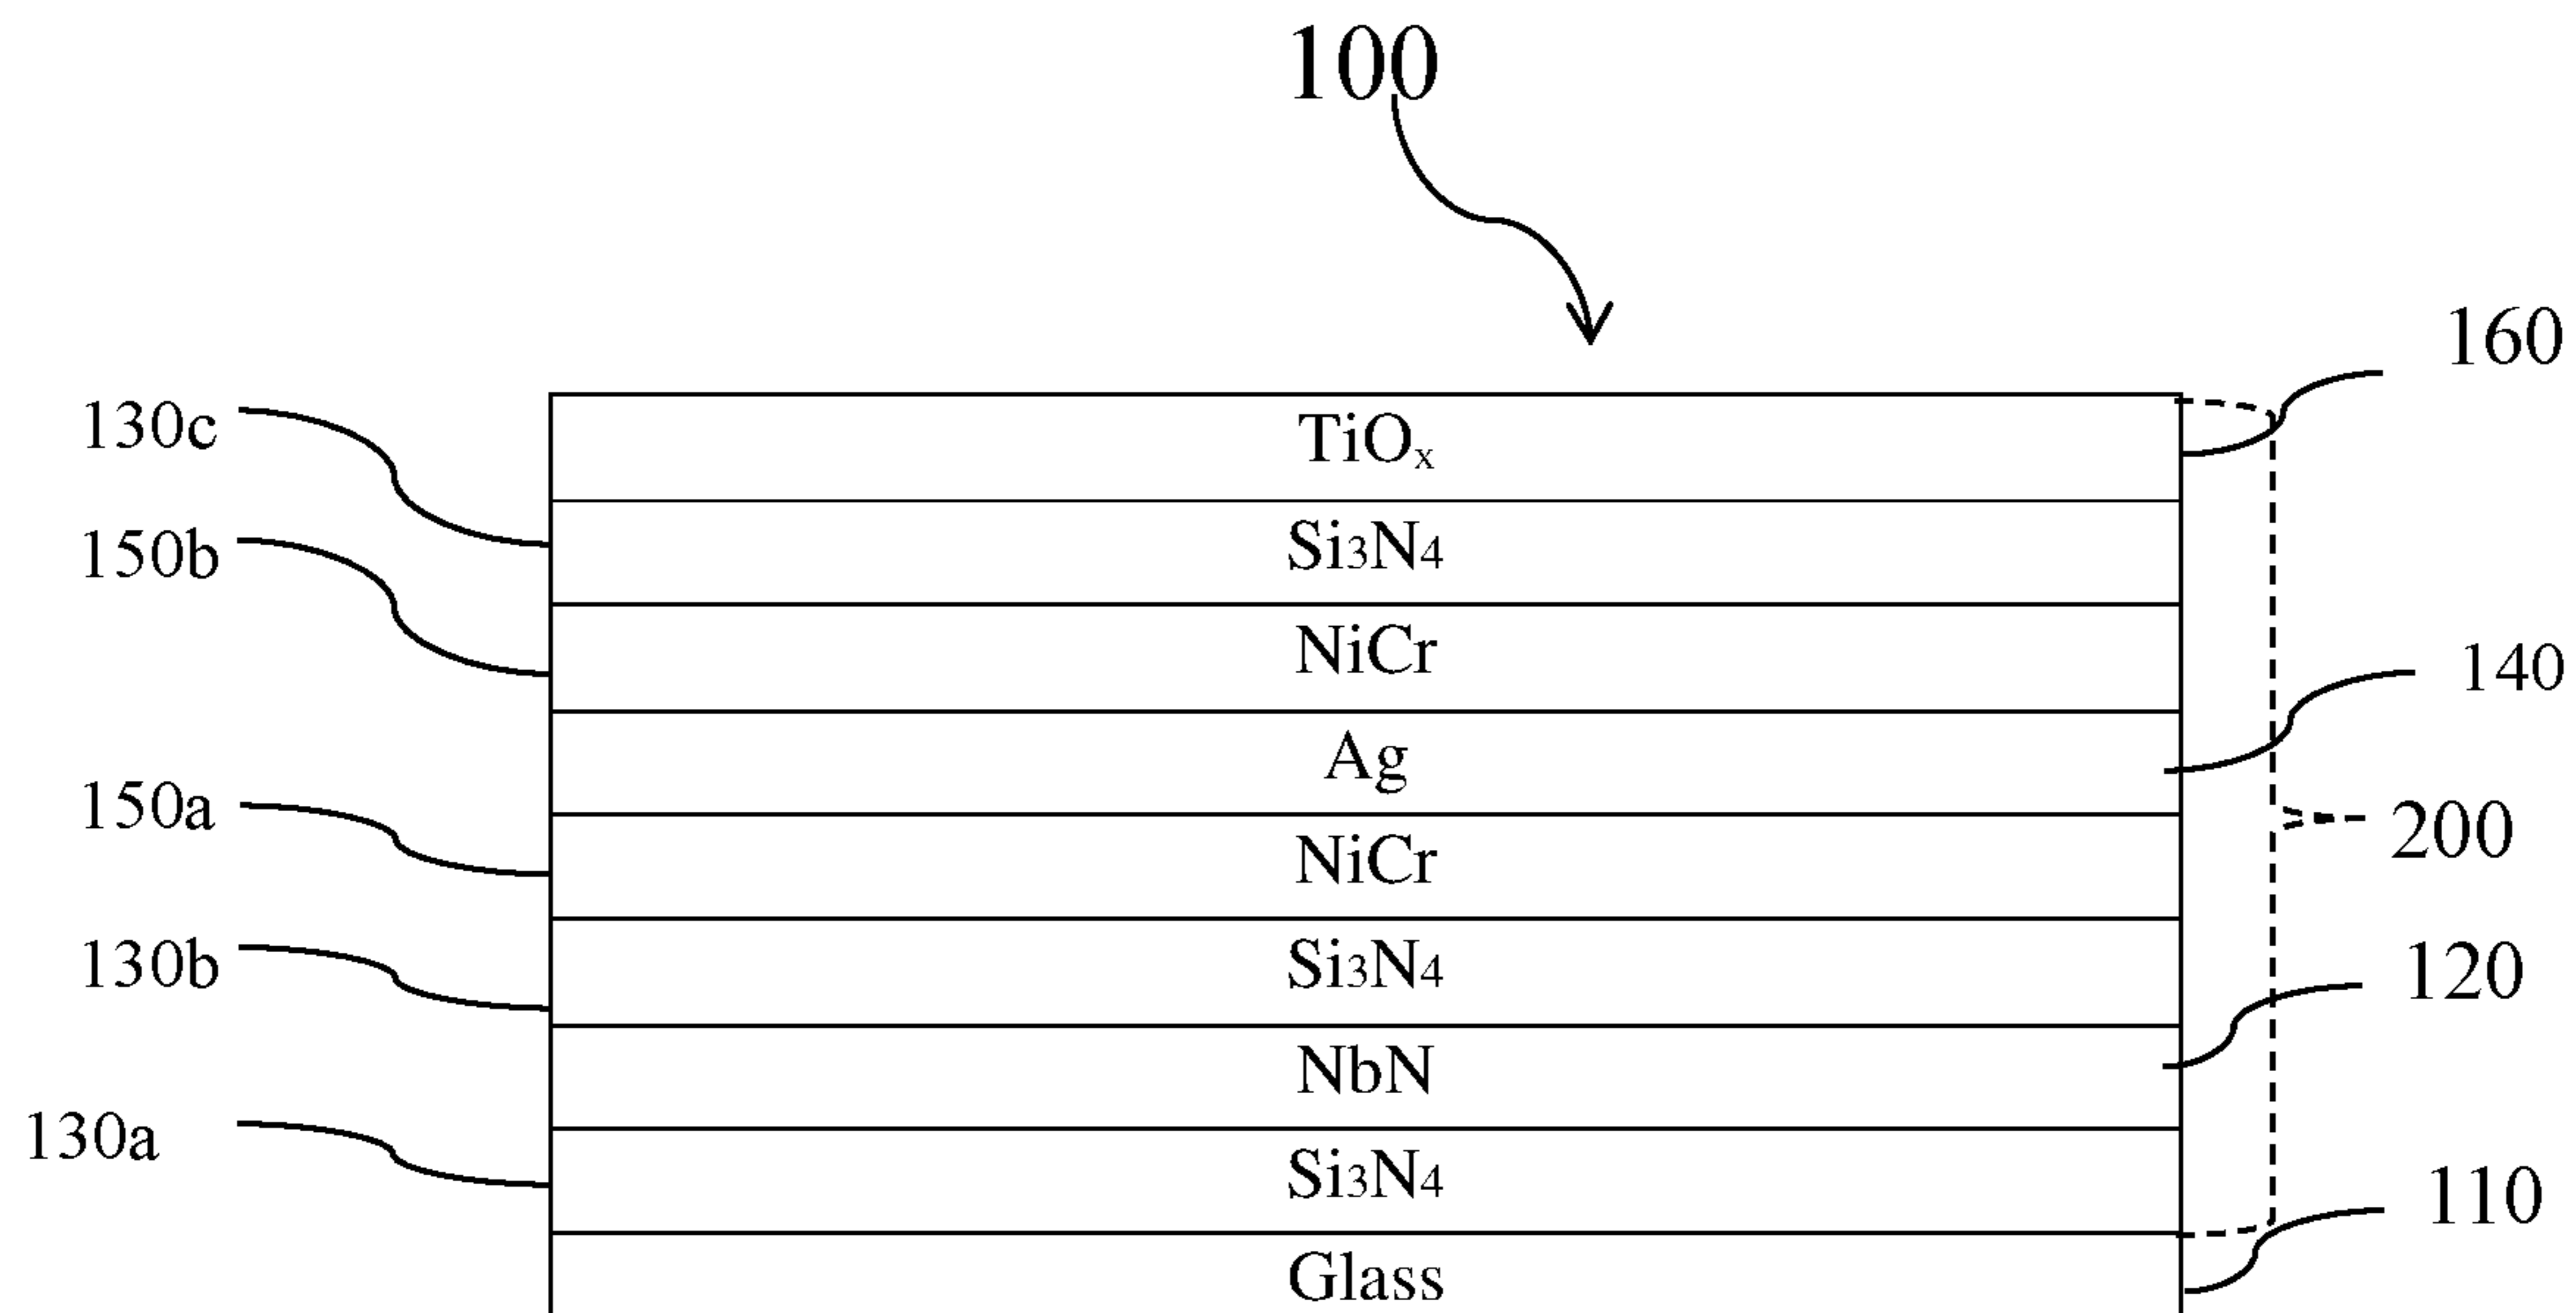 100
160
130c
TiOₓ
Si₃N₄
150b
NiCr
140
Ag
150a
200
NiCr
130b
Si₃N₄
120
NbN
130a
Si₃N₄
110
Glass